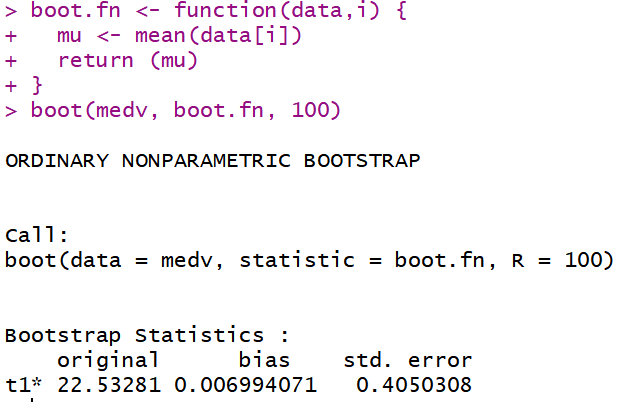 > boot.fn <- function(data,i) {
+   mu <- mean(data[i])
+   return (mu)
+ }
> boot(medv, boot.fn, 100)
ORDINARY NONPARAMETRIC BOOTSTRAP
Call:
boot(data = medv, statistic = boot.fn, R = 100)
Bootstrap Statistics :
    original      bias    std. error
t1* 22.53281 0.006994071   0.4050308